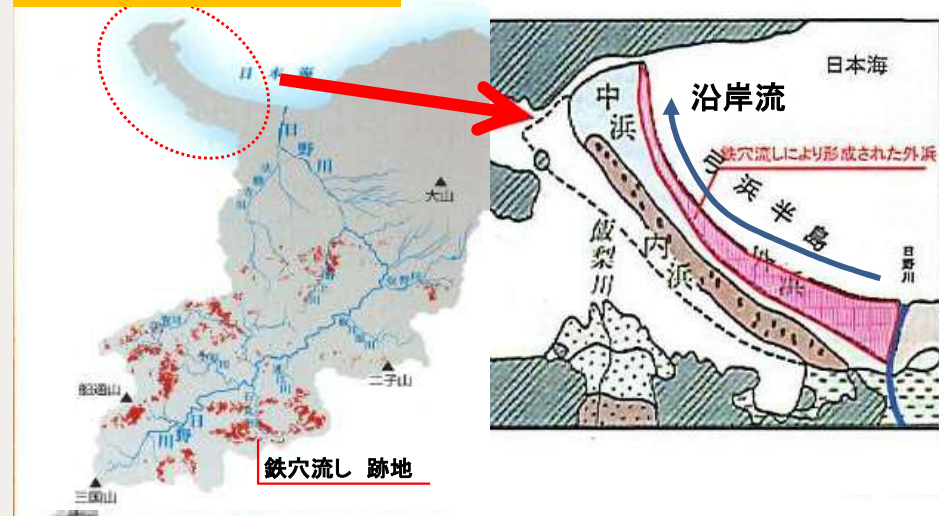 日本海
日野川
大山
二子山
船通山
日野川
三国山
鉄穴流し 跡地
日本海
沿岸流
中浜
鉄穴流しにより形成された外浜
弓浜半島
内浜
外浜
飯梨川
日野川